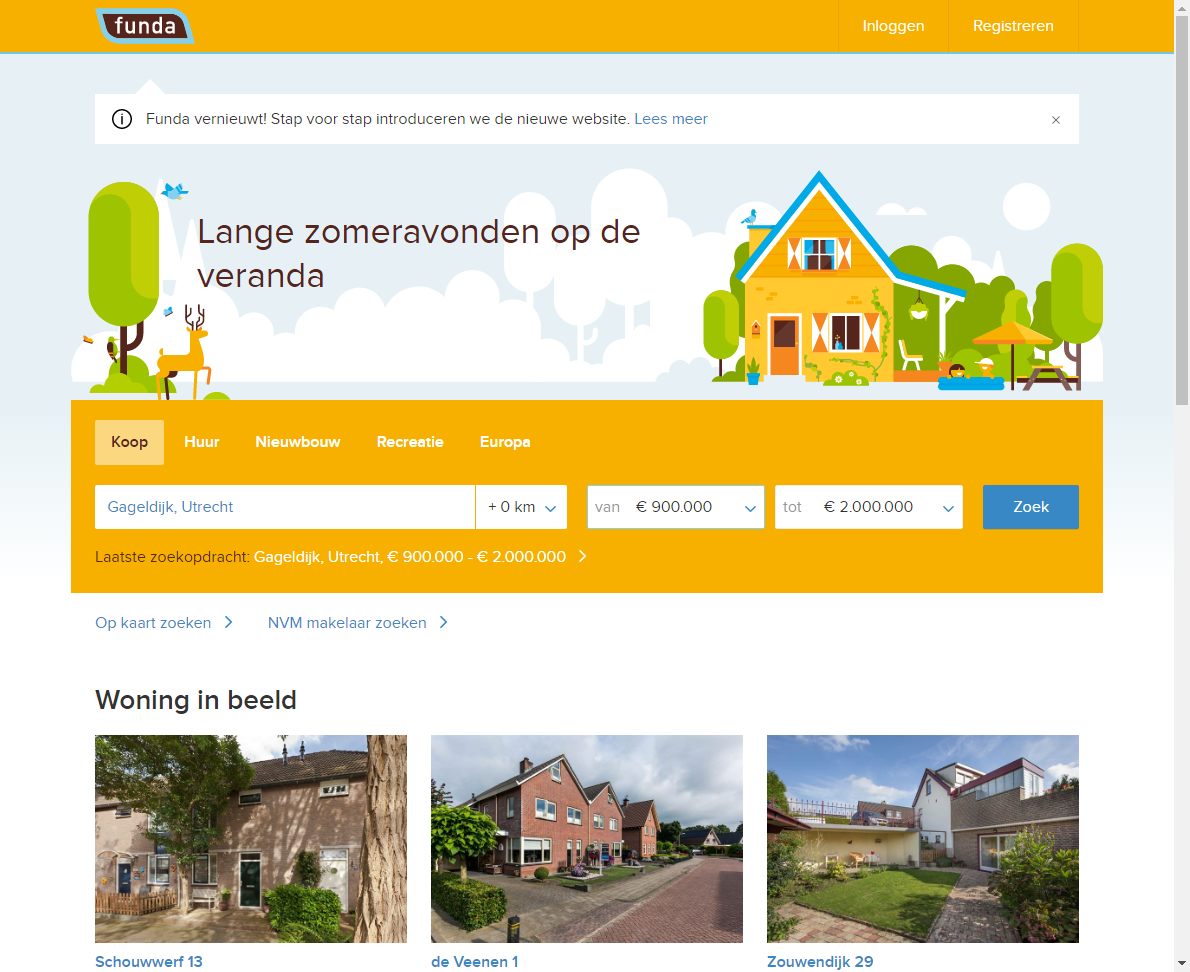 funda
Inloggen
Registreren
Funda vernieuwt! Stap voor stap introduceren we de nieuwe website. Lees meer
Lange zomeravonden op de
veranda
Koop
Huur
Nieuwbouw
Recreatie
Europa
Gageldijk, Utrecht
+ 0 km
van € 900.000
tot € 2.000.000
Zoek
Laatste zoekopdracht: Gageldijk, Utrecht, € 900.000 - € 2.000.000
Op kaart zoeken
NVM makelaar zoeken
Woning in beeld
Schouwwerf 13
de Veenen 1
Zouwendijk 29